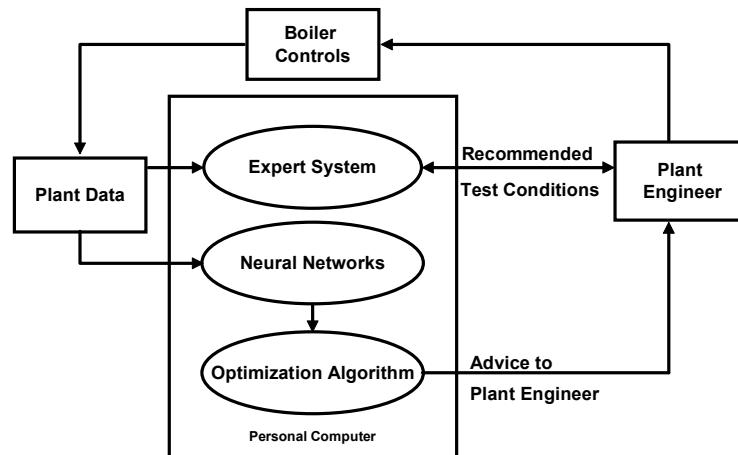 Boiler
Controls
Expert System
Recommended
Test Conditions
Plant
Engineer
Plant Data
Neural Networks
Optimization Algorithm
Advice to
Plant Engineer
Personal Computer